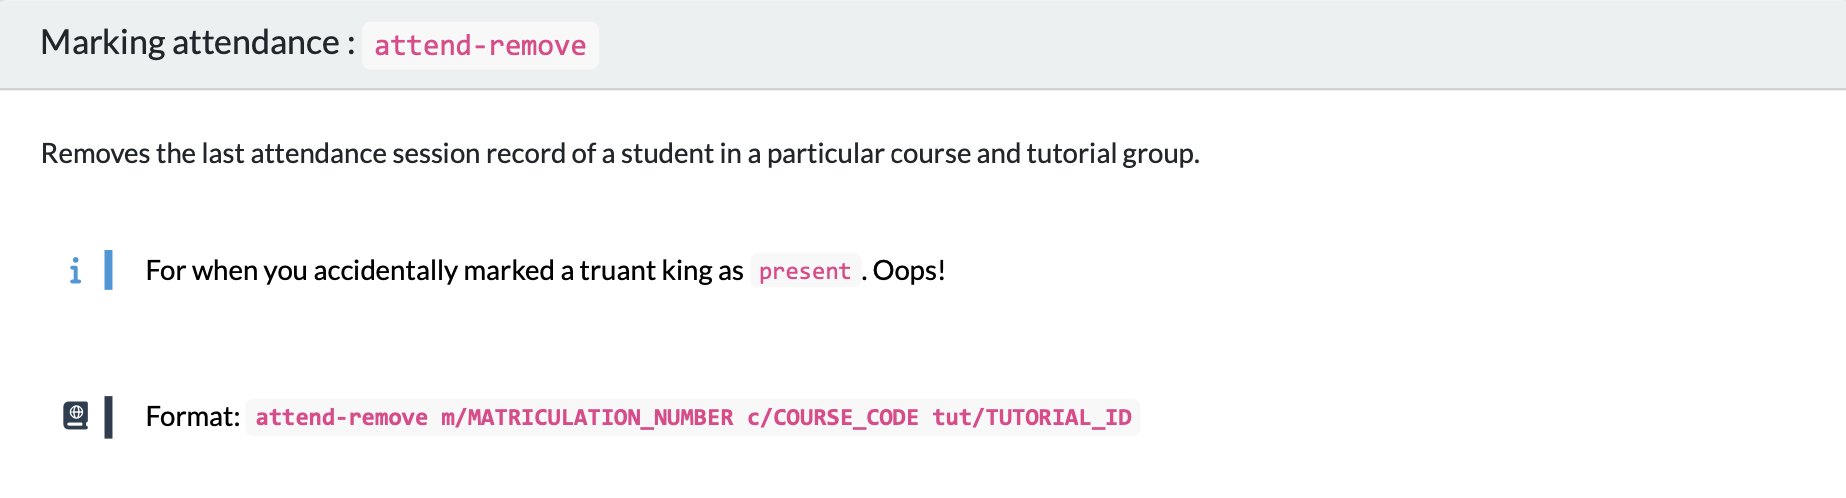 Marking attendance : attend-remove
Removes the last attendance session record of a student in a particular course and tutorial group.
For when you accidentally marked a truant king as present . Oops!
Format: attend-remove m/MATRICULATION_NUMBER c/COURSE_CODE tut/TUTORIAL_ID